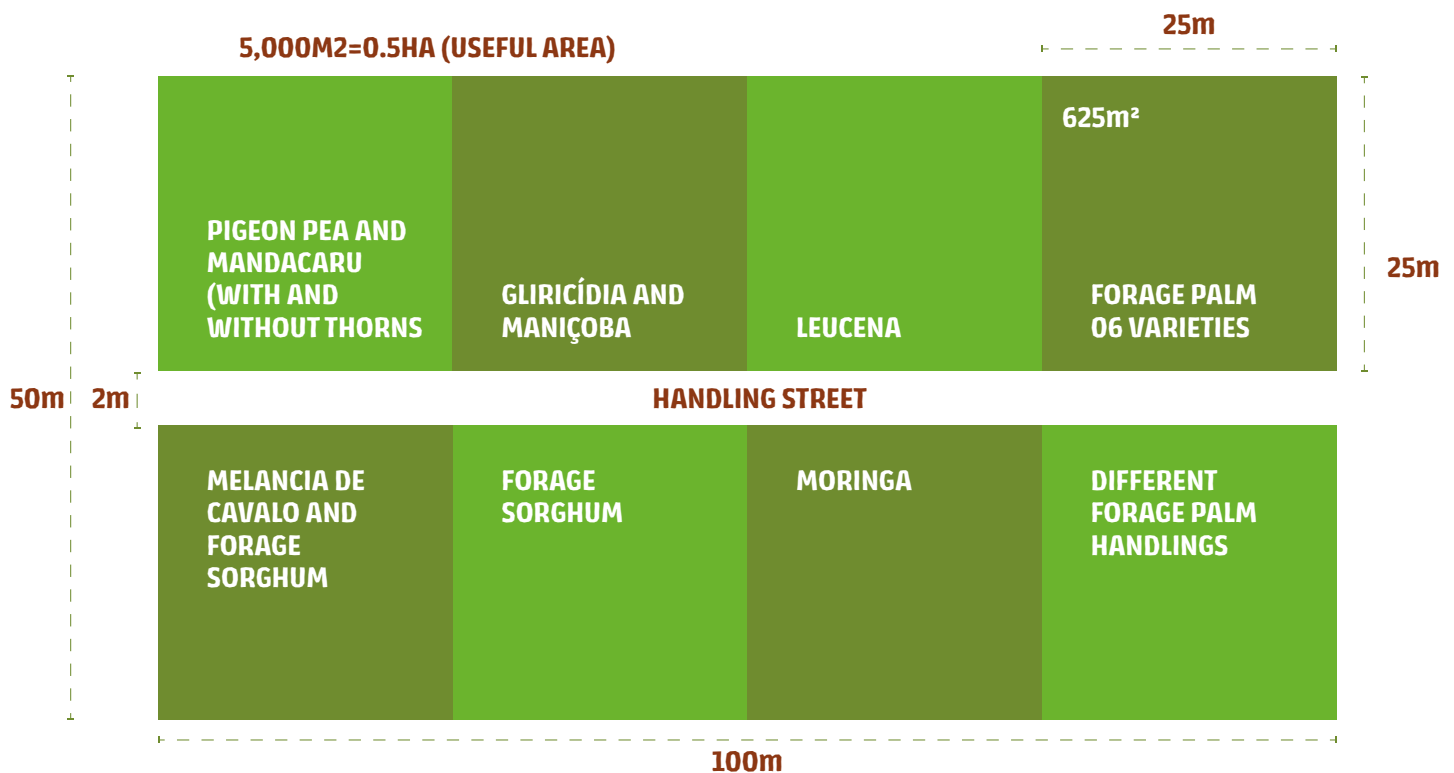 5,000M2=0.5HA (USEFUL AREA)
25m
625m²
PIGEON PEA AND
MANDACARU
(WITH AND
WITHOUT THORNS
GLIRICÍDIA AND
MANIÇOBA
LEUCENA
FORAGE PALM
06 VARIETIES
25m
50m
2m
HANDLING STREET
MELANCIA DE
CAVALO AND
FORAGE
SORGHUM
FORAGE
SORGHUM
MORINGA
DIFFERENT
FORAGE PALM
HANDLINGS
100m